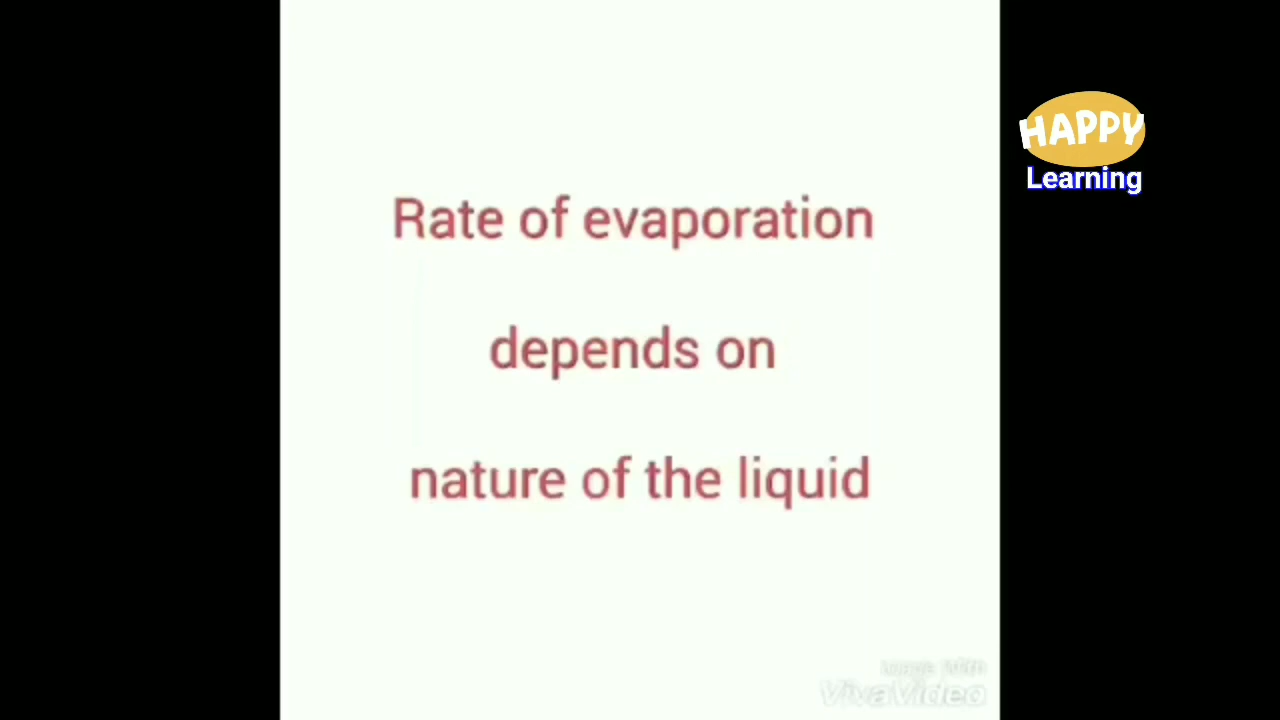 HAPPY
Learning
Rate of evaporation
depends on
nature of the liquid
VivaVideo